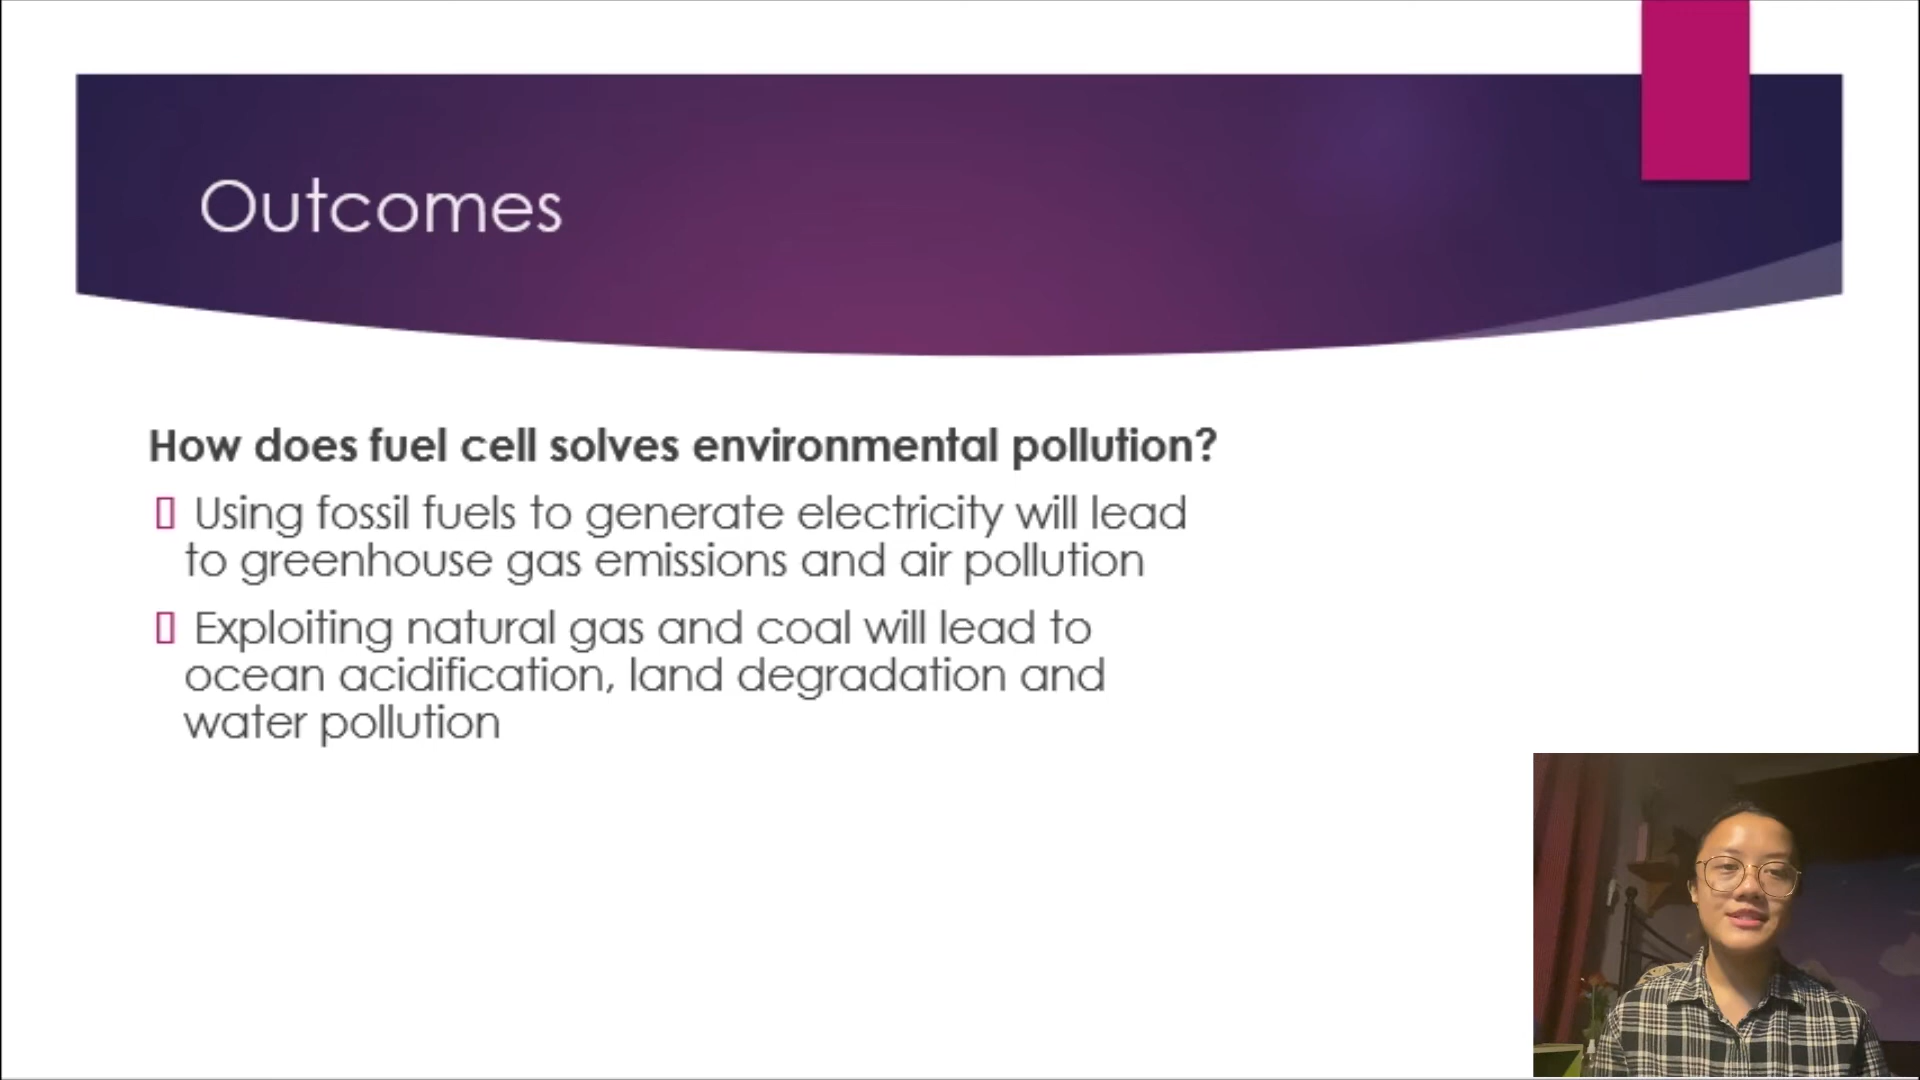 Outcomes
How does fuel cell solves environmental pollution?
Using fossil fuels to generate electricity will lead
to greenhouse gas emissions and air pollution
Exploiting natural gas and coal will lead to
ocean acidification, land degradation and
water pollution